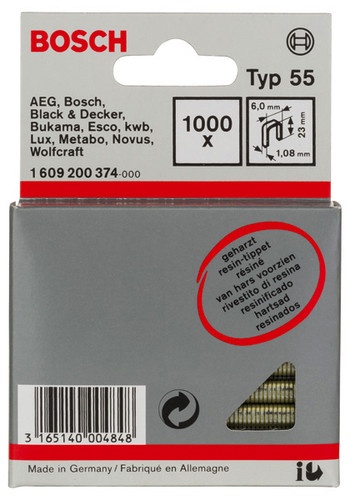 BOSCH
BOSCH
Typ 55
AEG, Bosch,
Black & Decker,
Bukama, Esco, kwb,
Lux, Metabo, Novus,
Wolfcraft
1 609 200 374-000
1000
x
6,0 mm
23 mm
1,08 mm
geharzt
resin-tippet
résiné
van hars voorzien
rivestito di resina
resinificado
hartsad
resinados
3 165140 004848
Made in Germany / Fabriqué en Allemagne